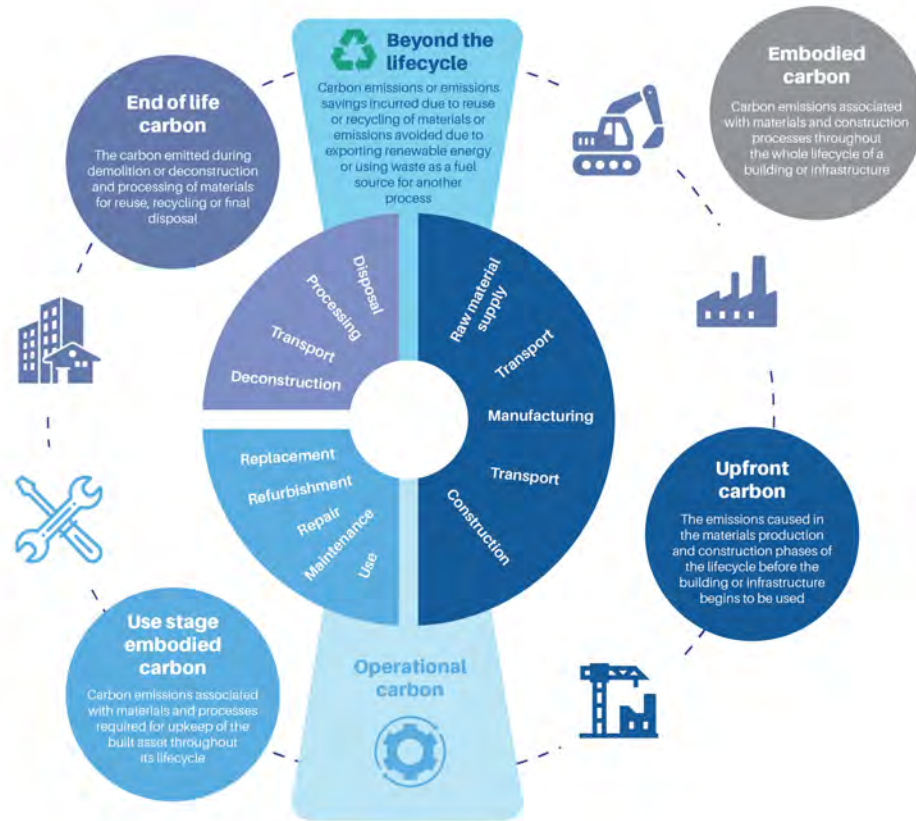 Beyond the
lifecycle
Carbon emissions or emissions
savings incurred due to reuse
or recycling of materials or
emissions avoided due to
exporting renewable energy
or using waste as a fuel
source for another
process
Embodied
carbon
Carbon emissions associated
with materials and construction
processes throughout
the whole lifecycle of a
building or infrastructure
End of life
carbon
The carbon emitted during
demolition or deconstruction
and processing of materials
for reuse, recycling or final
disposal
Disposal
Processing
Transport
Deconstruction
Raw material
supply
Transport
Manufacturing
Transport
Construction
Replacement
Refurbishment
Repair
Maintenance
Use
Upfront
carbon
The emissions caused in
the materials production
and construction phases of
the lifecycle before the
building or infrastructure
begins to be used
Use stage
embodied
carbon
Carbon emissions associated
with materials and processes
required for upkeep of the
built asset throughout
its lifecycle
Operational
carbon